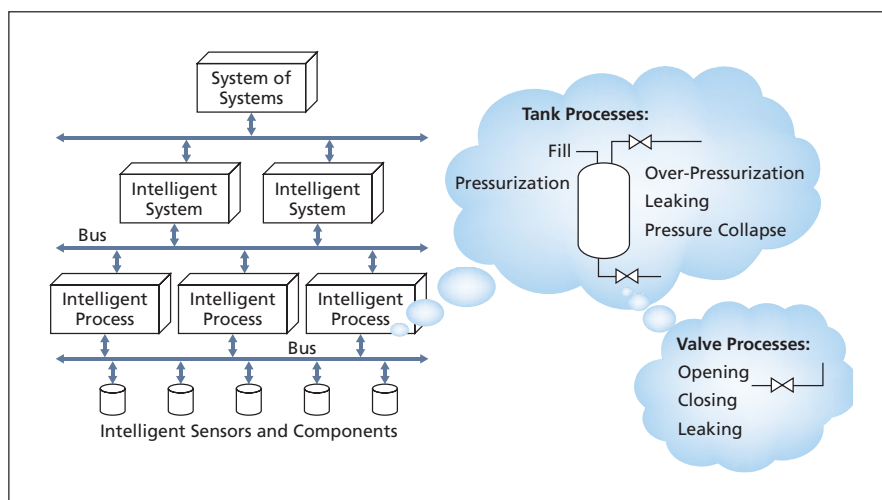 System of
Systems
Intelligent
System
Intelligent
System
Bus
Intelligent
Process
Intelligent
Process
Intelligent
Process
Bus
Intelligent Sensors and Components
Tank Processes:
Fill
Pressurization
Over-Pressurization
Leaking
Pressure Collapse
Valve Processes:
Opening
Closing
Leaking